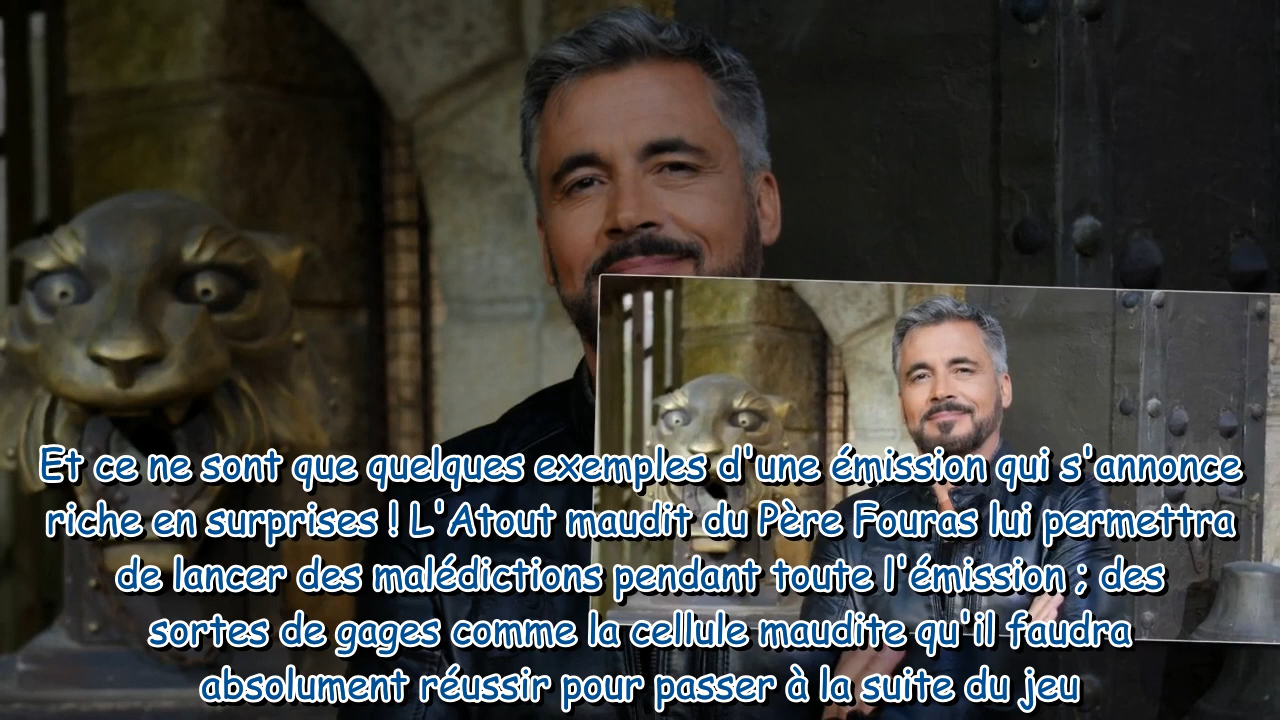 Et ce ne sont que quelques exemples d'une émission qui s'annonce
riche en surprises ! L'Atout maudit du Père Fouras lui permettra
de lancer des malédictions pendant toute l'émission ; des
sortes de gages comme la cellule maudite qu'il faudra
absolument réussir pour passer à la suite du jeu